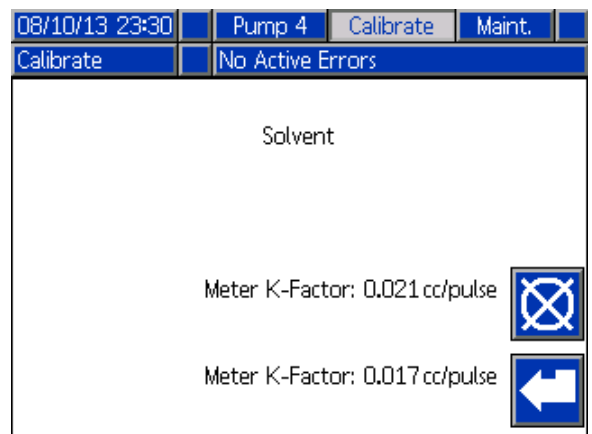 08/10/13 23:30 Pump 4 Calibrate Maint.
Calibrate No Active Errors
Solvent
Meter K-Factor: 0.021 cc/pulse
Meter K-Factor: 0.017 cc/pulse